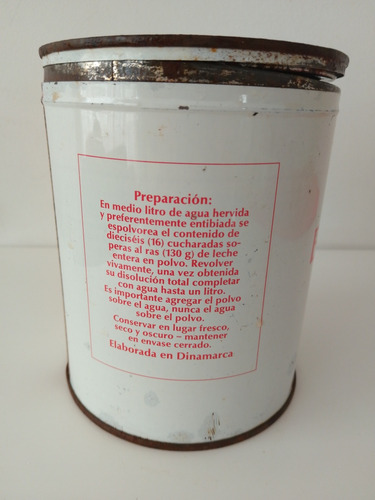 Preparación:
En medio litro de agua hervida
y preferentemente entibiada se
espolvorea el contenido de
dieciséis (16) cucharadas so-
peras al ras (130 g) de leche
entera en polvo. Revolver
vivamente, una vez obtenida
su disolución total completar
con agua hasta un litro.
Es importante agregar el polvo
sobre el agua, nunca el agua
sobre el polvo.
Conservar en lugar fresco,
seco y oscuro – mantener
en envase cerrado.
Elaborada en Dinamarca